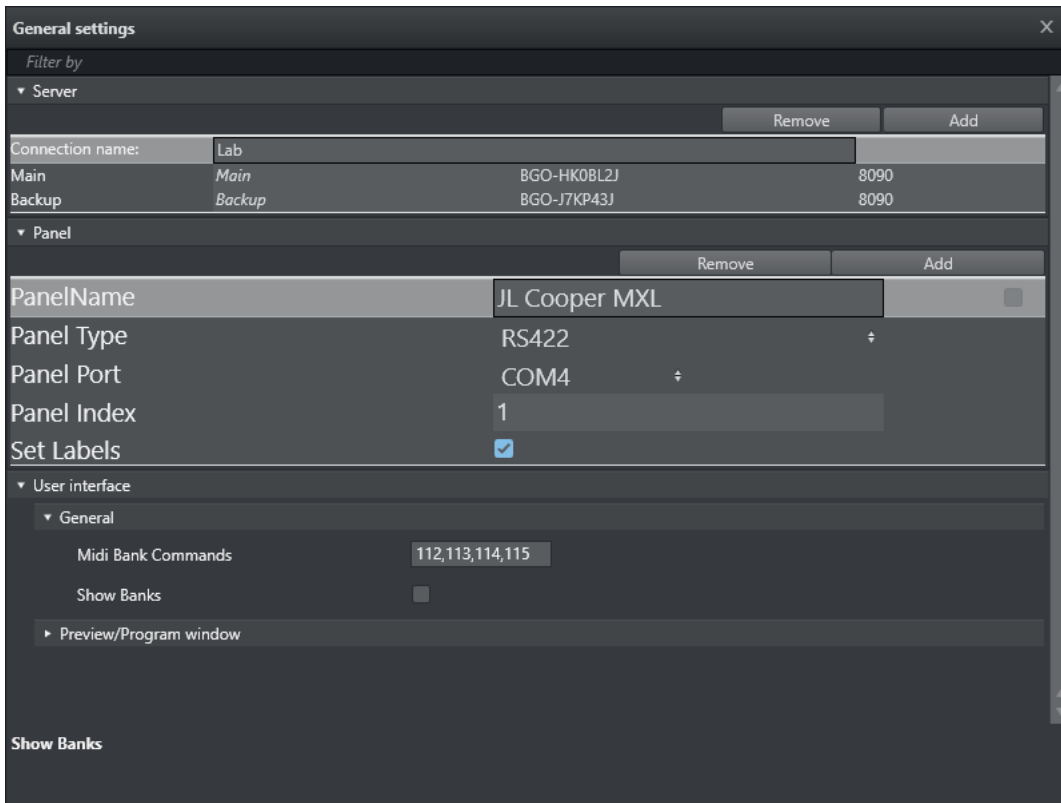 General settings X
Filter by
Server
Remove Add
Connection name: Lab
Main Main BGO-HK0BL2J 8090
Backup Backup BGO-J7KP43J 8090
Panel
Remove Add
PanelName JL Cooper MXL
Panel Type RS422
Panel Port COM4
Panel Index 1
Set Labels
User interface
General
Midi Bank Commands 112,113,114,115
Show Banks
Preview/Program window
Show Banks